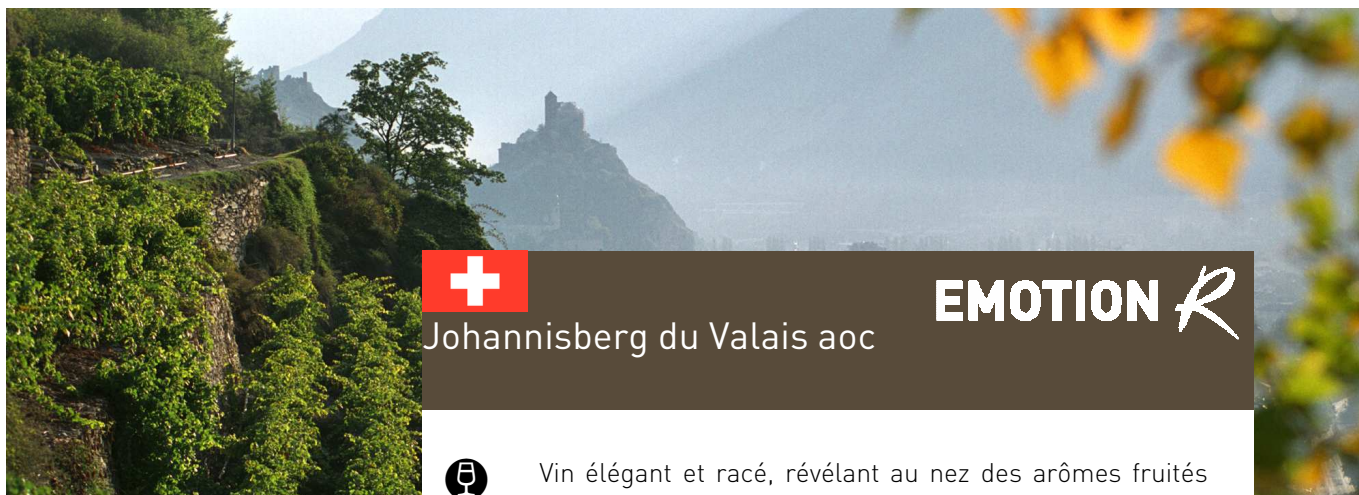 EMOTION R
Johannisberg du Valais aoc
Vin élégant et racé, révélant au nez des arômes fruités